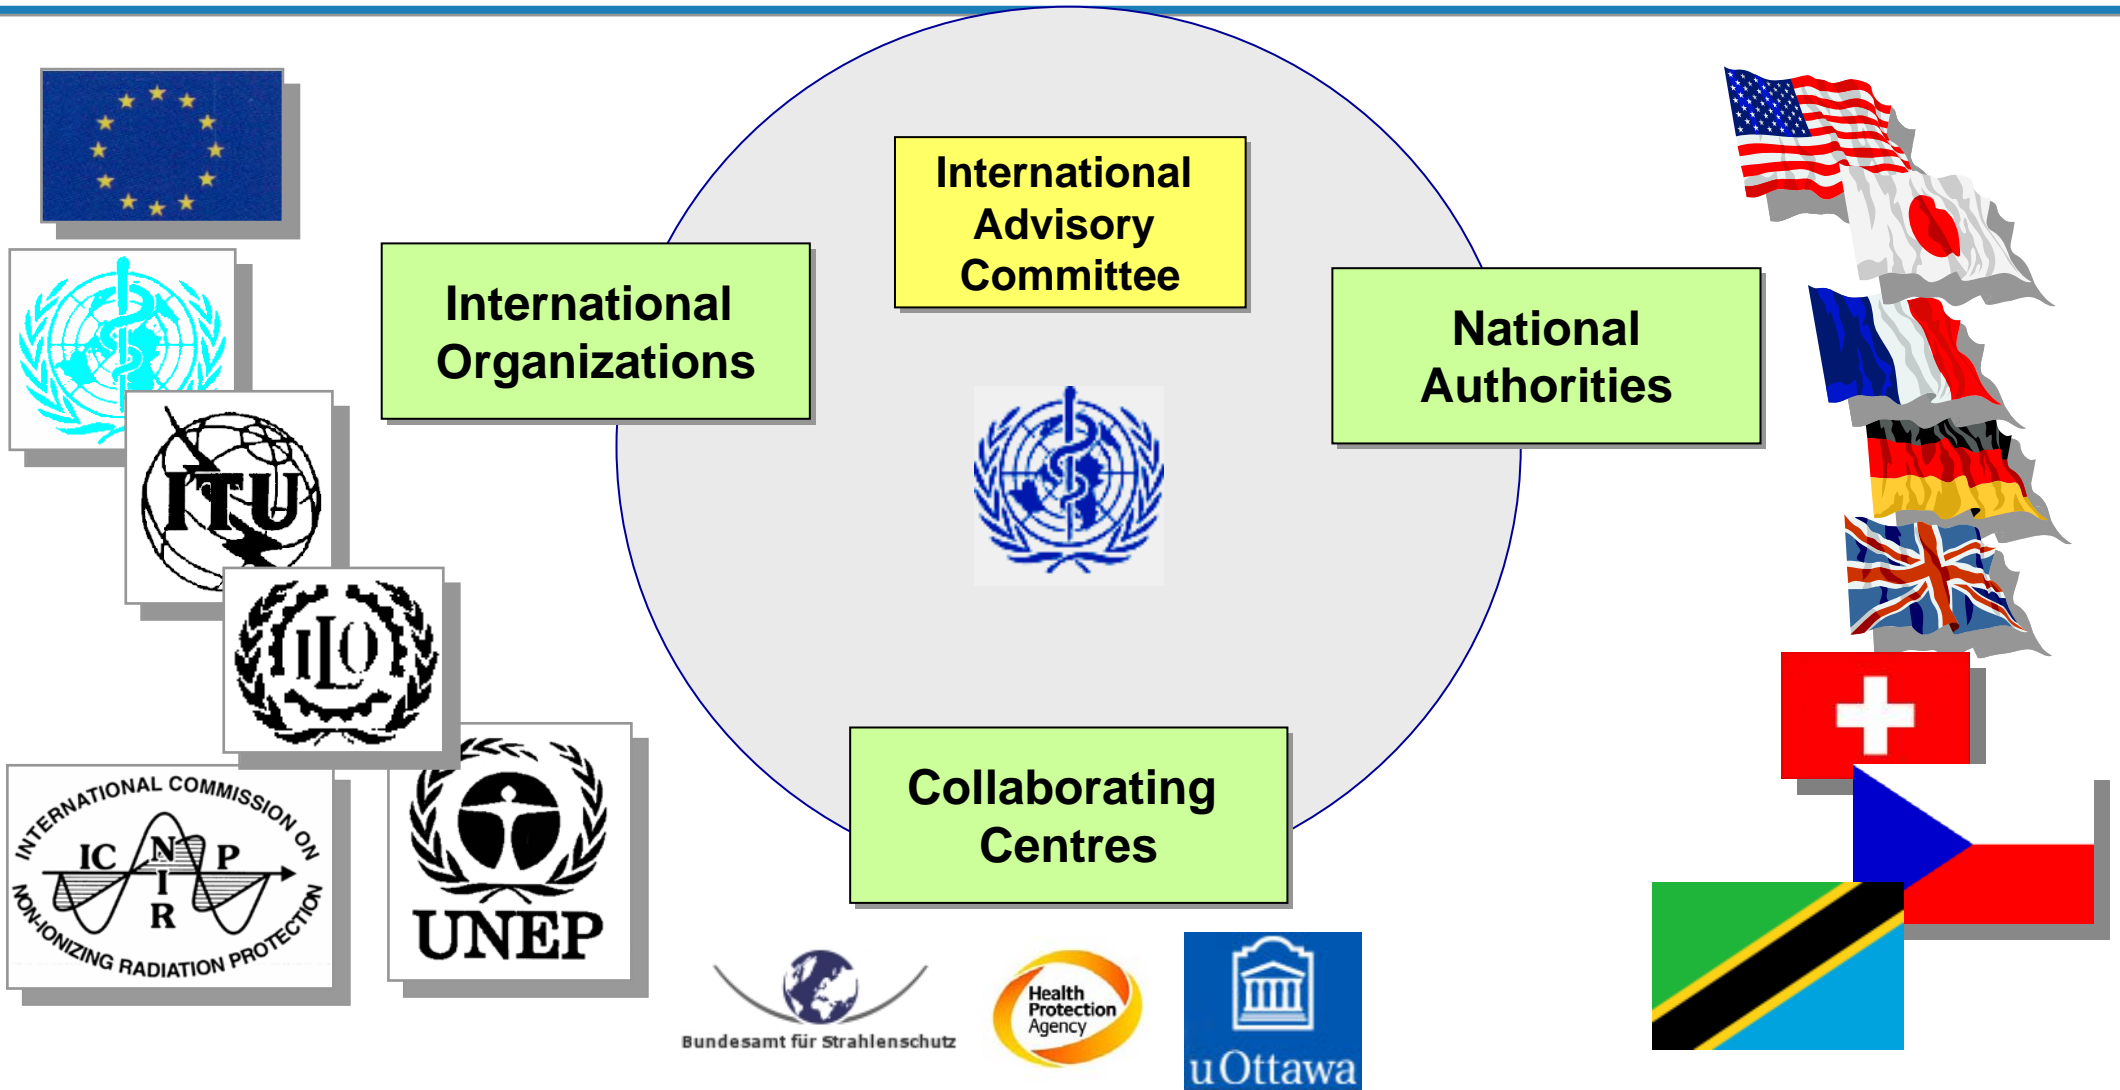 International
Advisory
Committee
International
Organizations
National
Authorities
Collaborating
Centres
ITU
ILO
INTERNATIONAL COMMISSION ON
IC N P
I
R
NON-IONIZING RADIATION PROTECTION
UNEP
Bundesamt für Strahlenschutz
Health
Protection
Agency
uOttawa